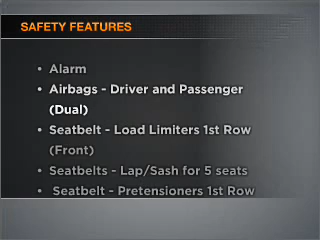 SAFETY FEATURES
• Alarm
• Airbags - Driver and Passenger
(Dual)
• Seatbelt - Load Limiters 1st Row
(Front)
• Seatbelts - Lap/Sash for 5 seats
• Seatbelt - Pretensioners 1st Row